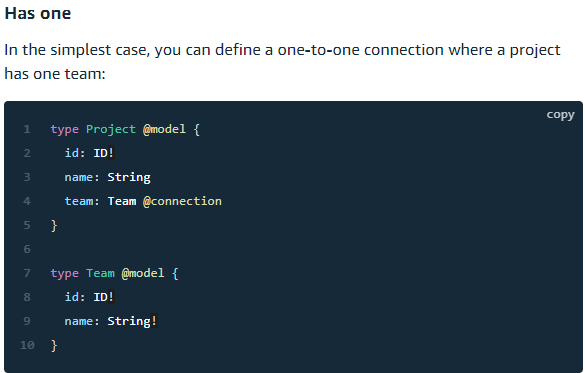 Has one
In the simplest case, you can define a one-to-one connection where a project
has one team:
copy
1 type Project @model {
2 id: ID!
3 name: String
4 team: Team @connection
5 }
6
7 type Team @model {
8 id: ID!
9 name: String!
10 }